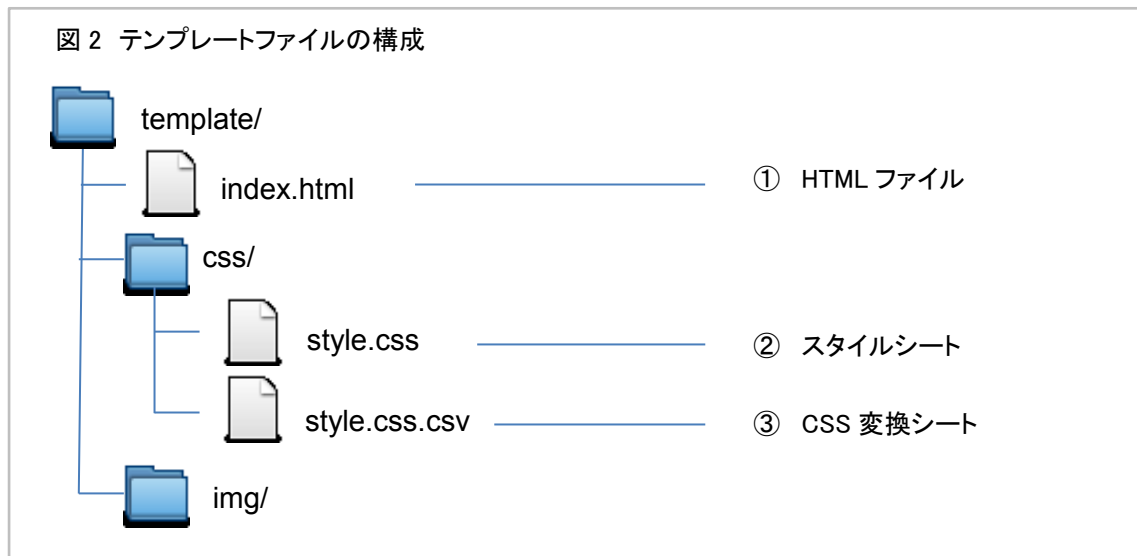 図 2 テンプレートファイルの構成
template/
index.html ① HTML ファイル
css/
style.css ② スタイルシート
style.css.csv ③ CSS 変換シート
img/